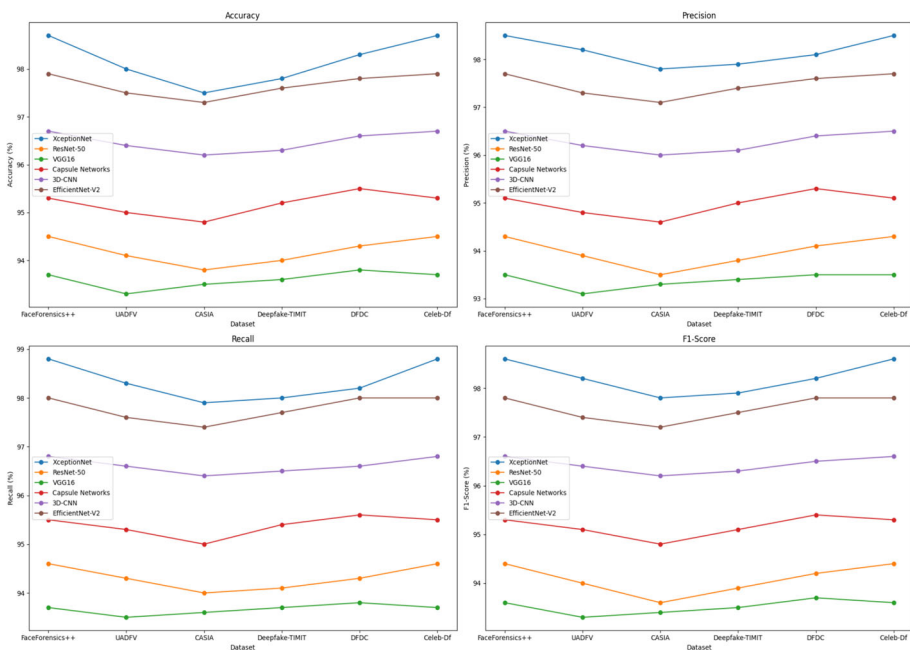 Accuracy
98
97
96
95
94
Accuracy (%)
XceptionNet
ResNet-50
VGG16
Capsule Networks
3D-CNN
EfficientNet-V2
FaceForensics++ UADFV CASIA Deepfake-TIMIT DFDC Celeb-Df
Dataset
Precision
98
97
96
95
94
93
Precision (%)
XceptionNet
ResNet-50
VGG16
Capsule Networks
3D-CNN
EfficientNet-V2
FaceForensics++ UADFV CASIA Deepfake-TIMIT DFDC Celeb-Df
Dataset
Recall
99
98
97
96
95
94
Recall (%)
XceptionNet
ResNet-50
VGG16
Capsule Networks
3D-CNN
EfficientNet-V2
FaceForensics++ UADFV CASIA Deepfake-TIMIT DFDC Celeb-Df
Dataset
F1-Score
98
97
96
95
94
F1-Score (%)
XceptionNet
ResNet-50
VGG16
Capsule Networks
3D-CNN
EfficientNet-V2
FaceForensics++ UADFV CASIA Deepfake-TIMIT DFDC Celeb-Df
Dataset